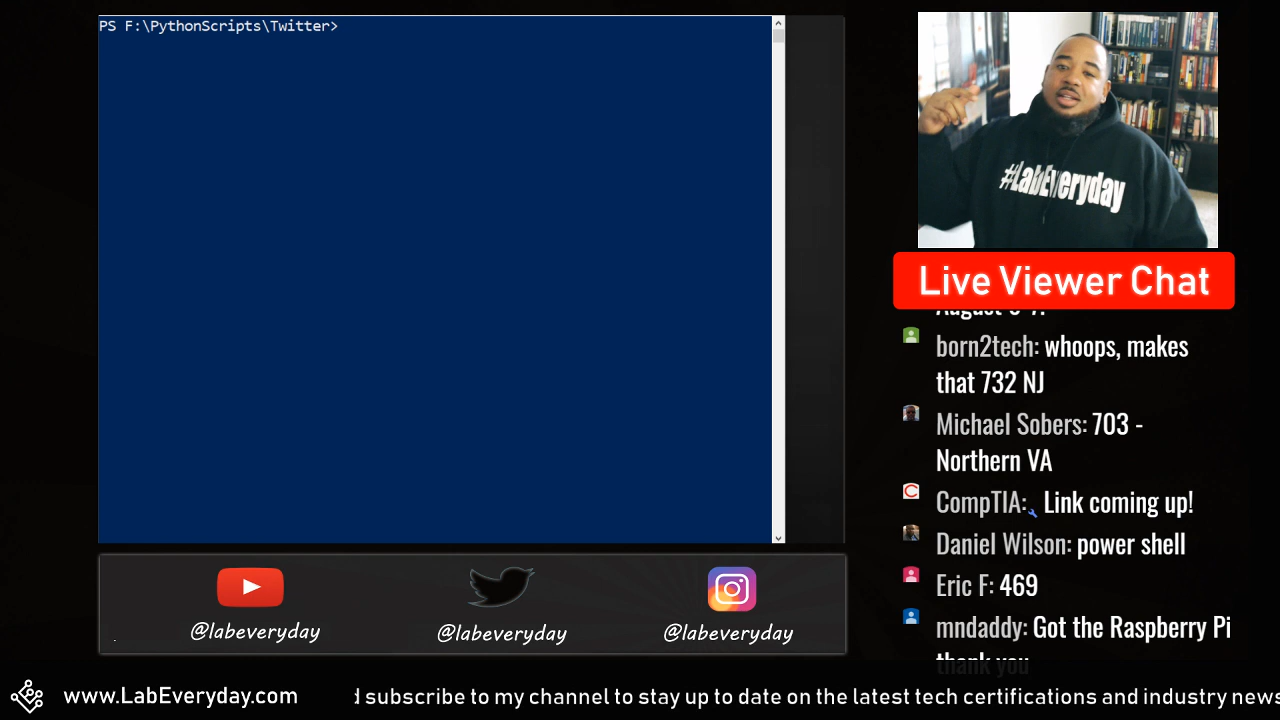 PS F:\PythonScripts\Twitter>
#LabEveryday
Live Viewer Chat
born2tech: whoops, makes
that 732 NJ
Michael Sobers: 703 -
Northern VA
CompTIA: Link coming up!
Daniel Wilson: power shell
Eric F: 469
mndaddy: Got the Raspberry Pi
thank you
@labeveryday
@labeveryday
@labeveryday
www.LabEveryday.com
subscribe to my channel to stay up to date on the latest tech certifications and industry news